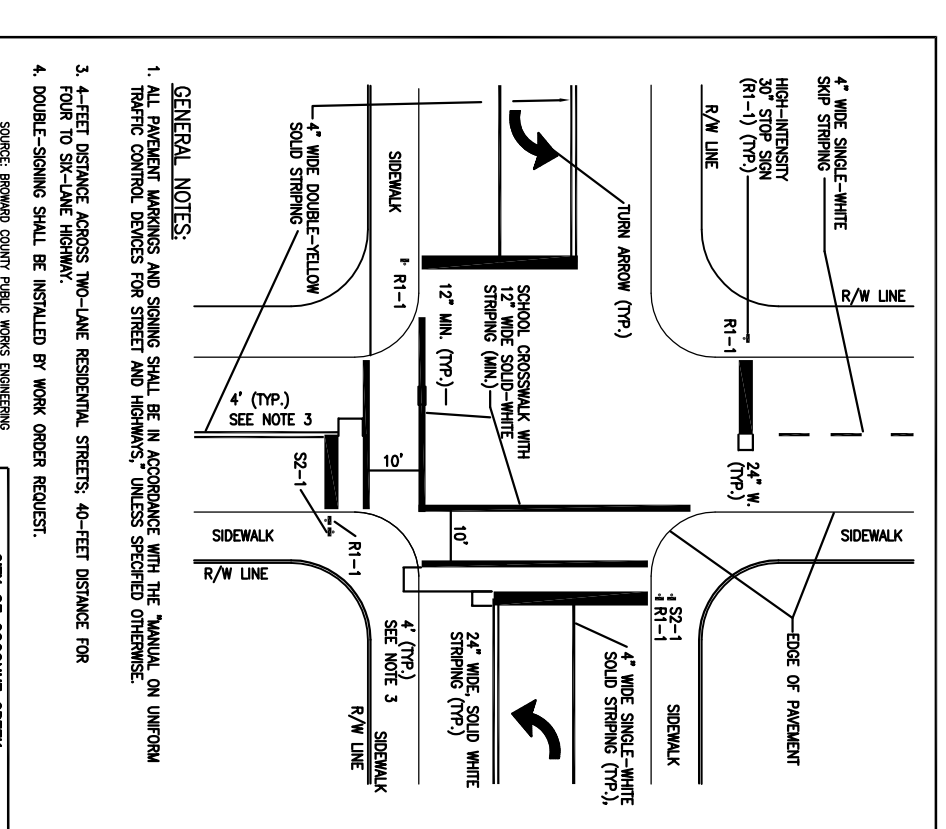 4" WIDE SINGLE-WHITE
SKIP STRIPING
HIGH-INTENSITY
30" STOP SIGN
(R1-1) (TYP.)
R/W LINE
R/W LINE
R1-1
24" W.
(TYP.)
SIDEWALK
EDGE OF PAVEMENT
TURN ARROW (TYP.)
SCHOOL CROSSWALK WITH
12" WIDE SOLID-WHITE
STRIPING (MIN.)
12" MIN. (TYP.)
S2-1
R1-1
4" WIDE SINGLE-WHITE
SOLID STRIPING (TYP.),
SIDEWALK
SIDEWALK
R1-1
4" WIDE DOUBLE-YELLOW
SOLID STRIPING
4' (TYP.)
SEE NOTE 3
10'
10'
S2-1
R1-1
SIDEWALK
R/W LINE
4' (TYP.)
SEE NOTE 3
24" WIDE, SOLID WHITE
STRIPING (TYP.)
SIDEWALK
R/W LINE
GENERAL NOTES:
1. ALL PAVEMENT MARKINGS AND SIGNING SHALL BE IN ACCORDANCE WITH THE "MANUAL ON UNIFORM
TRAFFIC CONTROL DEVICES FOR STREET AND HIGHWAYS," UNLESS SPECIFIED OTHERWISE.
3. 4-FEET DISTANCE ACROSS TWO-LANE RESIDENTIAL STREETS; 40-FEET DISTANCE FOR
FOUR TO SIX-LANE HIGHWAY.
4. DOUBLE-SIGNING SHALL BE INSTALLED BY WORK ORDER REQUEST.
SOURCE: BROWARD COUNTY PUBLIC WORKS ENGINEERING